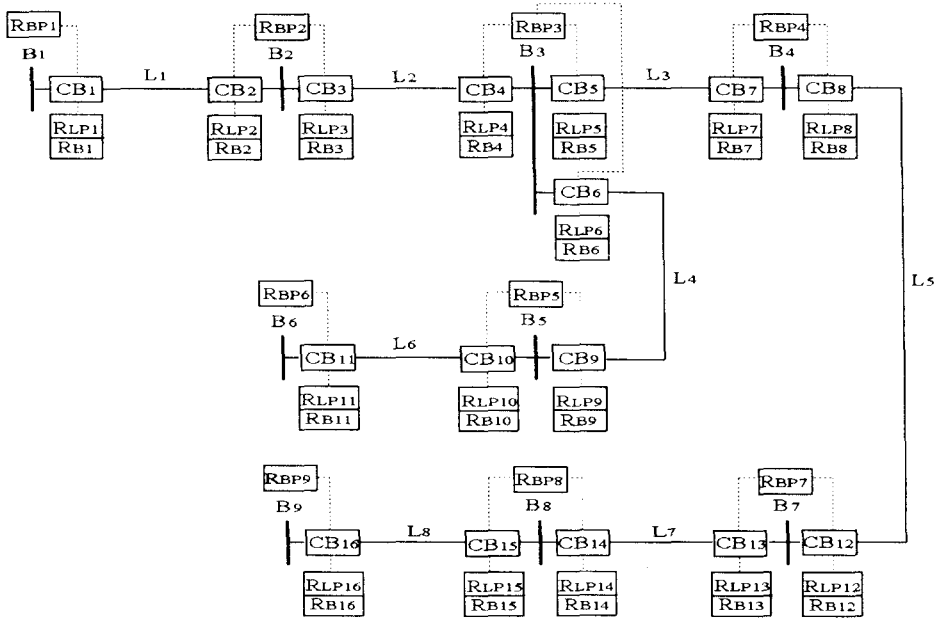 RBP1 RBP2 RBP3 RBP4
B1 B2 B3 B4
CB1 L1 CB2 CB3 L2 CB4 CB5 L3 CB7 CB8
RLP1 RLP2 RLP3 RLP4 RLP5 RLP7 RLP8
RB1 RB2 RB3 RB4 RB5 RB7 RB8
CB6
RLP6
RB6
L4 L5
RBP6 RBP5
B6 B5
CB11 L6 CB10 CB9
RLP11 RLP10 RLP9
RB11 RB10 RB9
RBP9 RBP8 RBP7
B9 B8 B7
CB16 L8 CB15 CB14 L7 CB13 CB12
RLP16 RLP15 RLP14 RLP13 RLP12
RB16 RB15 RB14 RB13 RB12